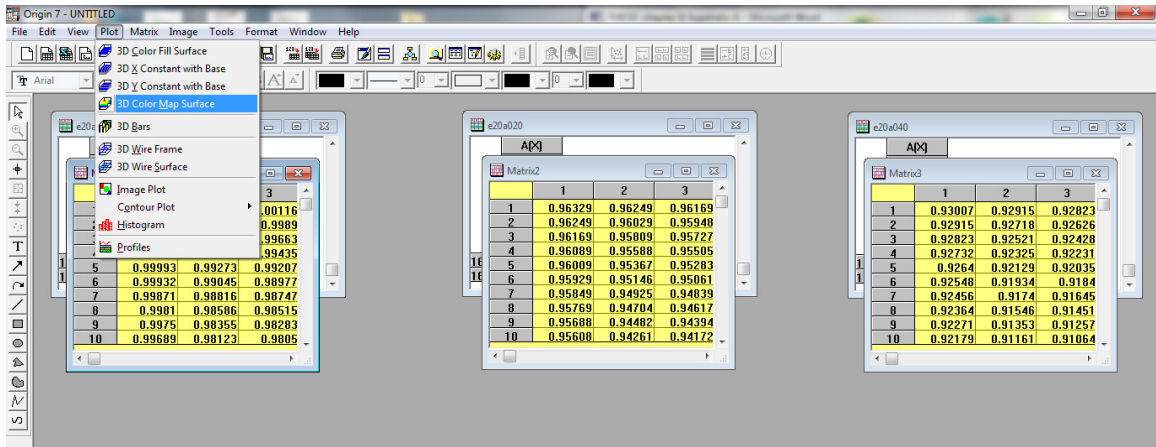 Origin 7 - UNTITLED
File Edit View Plot Matrix Image Tools Format Window Help
Arial
0
0
3D Color Fill Surface
3D X Constant with Base
3D Y Constant with Base
3D Color Map Surface
3D Bars
3D Wire Frame
3D Wire Surface
Image Plot
Contour Plot
Histogram
Profiles
3
.00116
0.9989
.99663
.99435
5 0.99993 0.99273 0.99207
6 0.99932 0.99045 0.98977
7 0.99871 0.98816 0.98747
8 0.9981 0.98586 0.98515
9 0.9975 0.98355 0.98283
10 0.99689 0.98123 0.9805
e20a020
A[X]
Matrix2
1 2 3
1 0.96329 0.96249 0.96169
2 0.96249 0.96029 0.95948
3 0.96169 0.95809 0.95727
4 0.96089 0.95588 0.95505
5 0.96009 0.95367 0.95283
6 0.95929 0.95146 0.95061
7 0.95849 0.94925 0.94839
8 0.95769 0.94704 0.94617
9 0.95688 0.94482 0.94394
10 0.95608 0.94261 0.94172
e20a040
A[X]
Matrix3
1 2 3
1 0.93007 0.92915 0.92823
2 0.92915 0.92718 0.92626
3 0.92823 0.92521 0.92428
4 0.92732 0.92325 0.92231
5 0.9264 0.92129 0.92035
6 0.92548 0.91934 0.9184
7 0.92456 0.9174 0.91645
8 0.92364 0.91546 0.91451
9 0.92271 0.91353 0.91257
10 0.92179 0.91161 0.91064